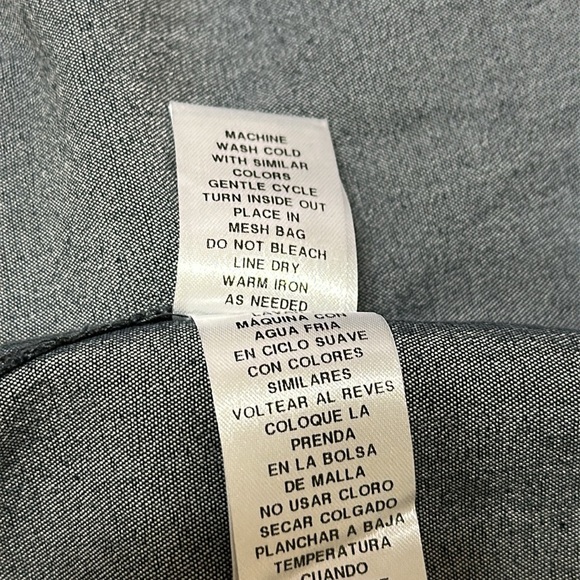 MACHINE
WASH COLD
WITH SIMILAR
COLORS
GENTLE CYCLE
TURN INSIDE OUT
PLACE IN
MESH BAG
DO NOT BLEACH
LINE DRY
WARM IRON
AS NEEDED
MÁQUINA CON
AGUA FRIA
EN CICLO SUAVE
CON COLORES
SIMILARES
VOLTEAR AL REVES
COLOQUE LA
PRENDA
EN LA BOLSA
DE MALLA
NO USAR CLORO
SECAR COLGADO
PLANCHAR A BAJA
TEMPERATURA
CUANDO